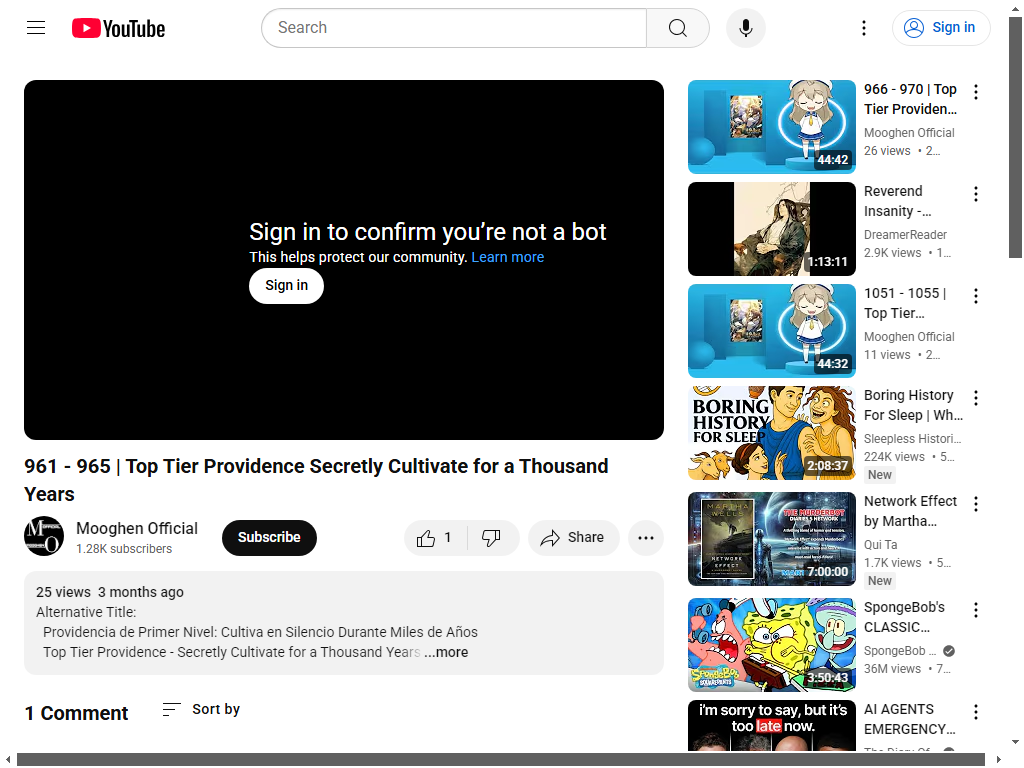 YouTube
Search
Sign in
Sign in to confirm you’re not a bot
This helps protect our community. Learn more
Sign in
961 - 965 | Top Tier Providence Secretly Cultivate for a Thousand
Years
Mooghen Official
1.28K subscribers
Subscribe
1
Share
25 views 3 months ago
Alternative Title:
Providencia de Primer Nivel: Cultiva en Silencio Durante Miles de Años
Top Tier Providence - Secretly Cultivate for a Thousand Years ...more
1 Comment
Sort by
44:42
966 - 970 | Top
Tier Providen...
Mooghen Official
26 views • 2...
1:13:11
Reverend
Insanity -...
DreamerReader
2.9K views • 1...
44:32
1051 - 1055 |
Top Tier...
Mooghen Official
11 views • 2...
BORING
HISTORY
FOR SLEEP
2:08:37
Boring History
For Sleep | Wh...
Sleepless Histori...
224K views • 5...
New
MARTHA
WELLS
NETWORK
EFFECT
THE MURDERBOT
DIARIES NETWORK
7:00:00
Network Effect
by Martha...
Qui Ta
1.7K views • 5...
New
SpongeBob
SQUAREPANTS
3:50:43
SpongeBob's
CLASSIC...
SpongeBob ...
36M views • 7...
i'm sorry to say, but it's
too late now.
AI AGENTS
EMERGENCY...
The Diary Of...